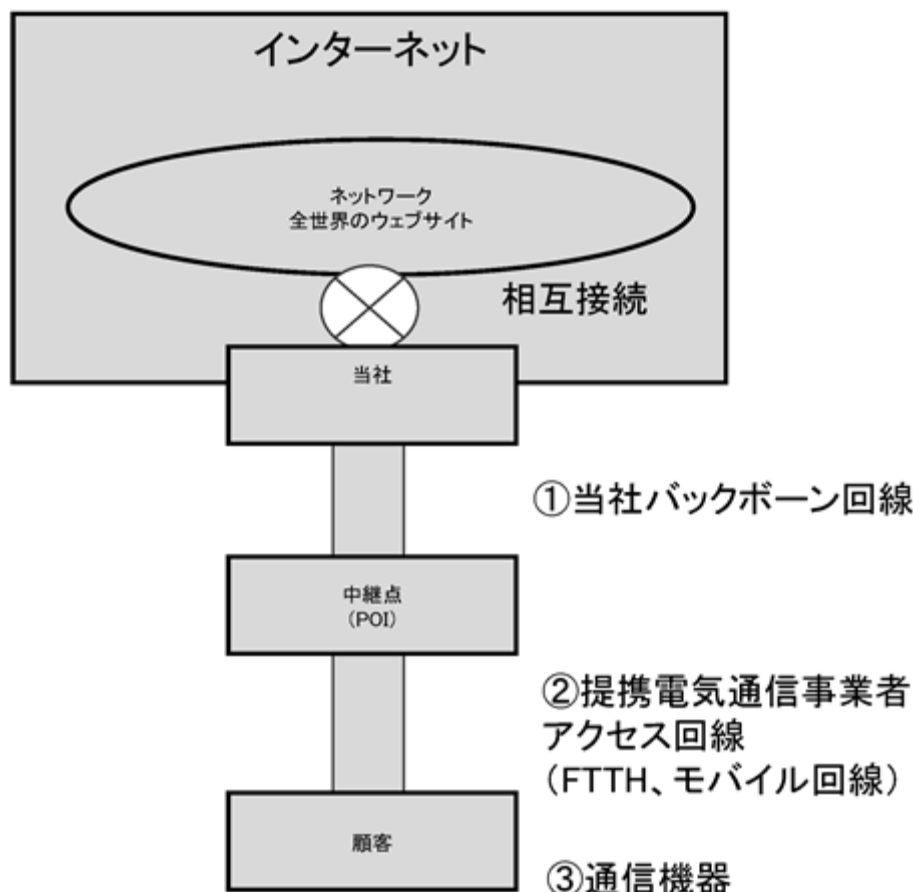 インターネット
ネットワーク
全世界のウェブサイト
相互接続
当社
①当社バックボーン回線
中継点
(POI)
②提携電気通信事業者
アクセス回線
(FTTH、モバイル回線)
顧客
③通信機器